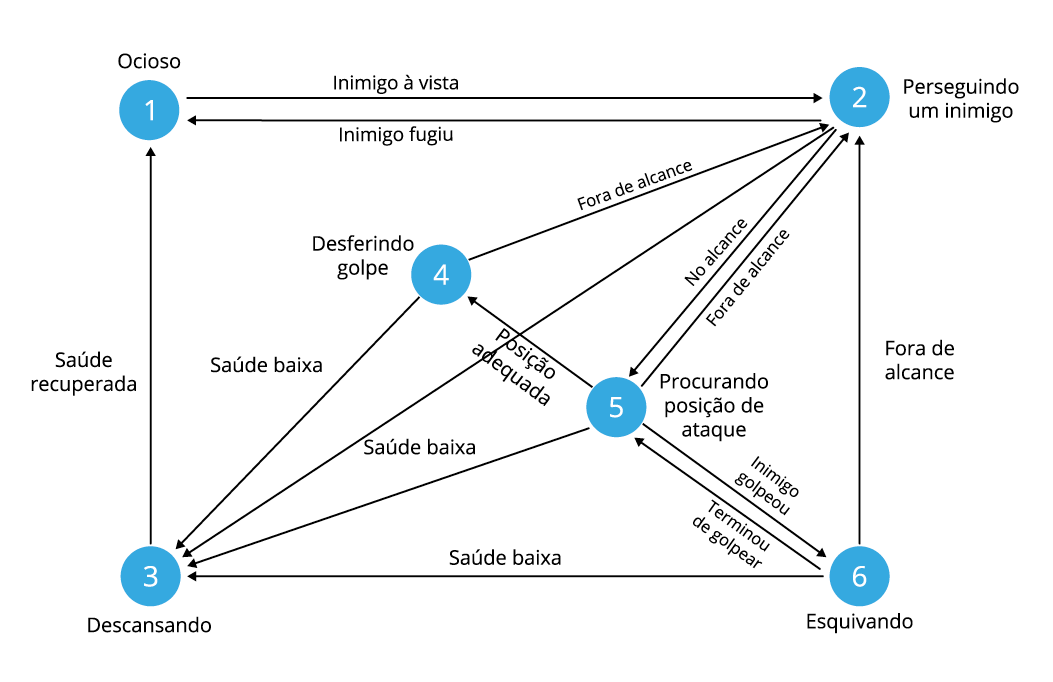 Ocioso
1
Inimigo à vista
2
Perseguindo
um inimigo
Inimigo fugiu
Fora de alcance
Desferindo
golpe
4
No alcance
Fora de alcance
Saúde
recuperada
Saúde baixa
Posição
adequada
Fora de
alcance
5
Procurando
posição de
ataque
Saúde baixa
Inimigo
golpeou
Terminou
de golpear
Saúde baixa
3
6
Descansando
Esquivando